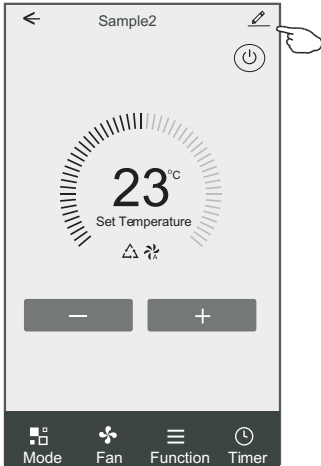 Sample2
23°C
Set Temperature
A
Mode Fan Function Timer